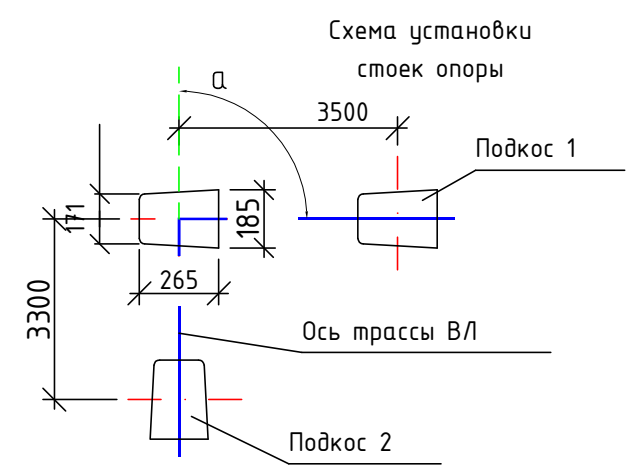 Схема установки
стоек опоры
а
3500
Подкос 1
171
185
265
3300
Ось трассы ВЛ
Подкос 2